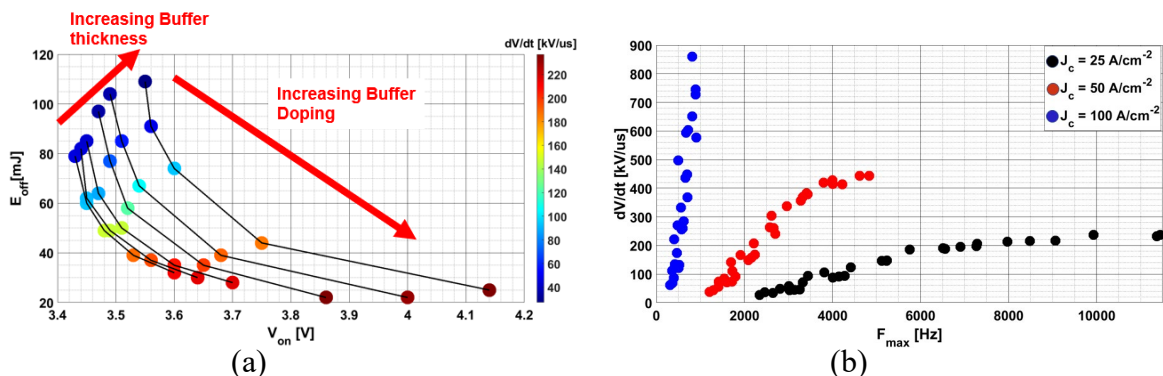 Increasing Buffer
thickness
dV/dt [kV/us]
Increasing Buffer
Doping
120
100
80
60
40
20
E_off[mJ]
3.4 3.5 3.6 3.7 3.8 3.9 4 4.1 4.2
V_on [V]
220
200
180
160
140
120
100
80
60
40
(a)
900
800
700
600
500
400
300
200
100
0
dV/dt [kV/us]
J_c = 25 A/cm^-2
J_c = 50 A/cm^-2
J_c = 100 A/cm^-2
0 2000 4000 6000 8000 10000
F_max [Hz]
(b)